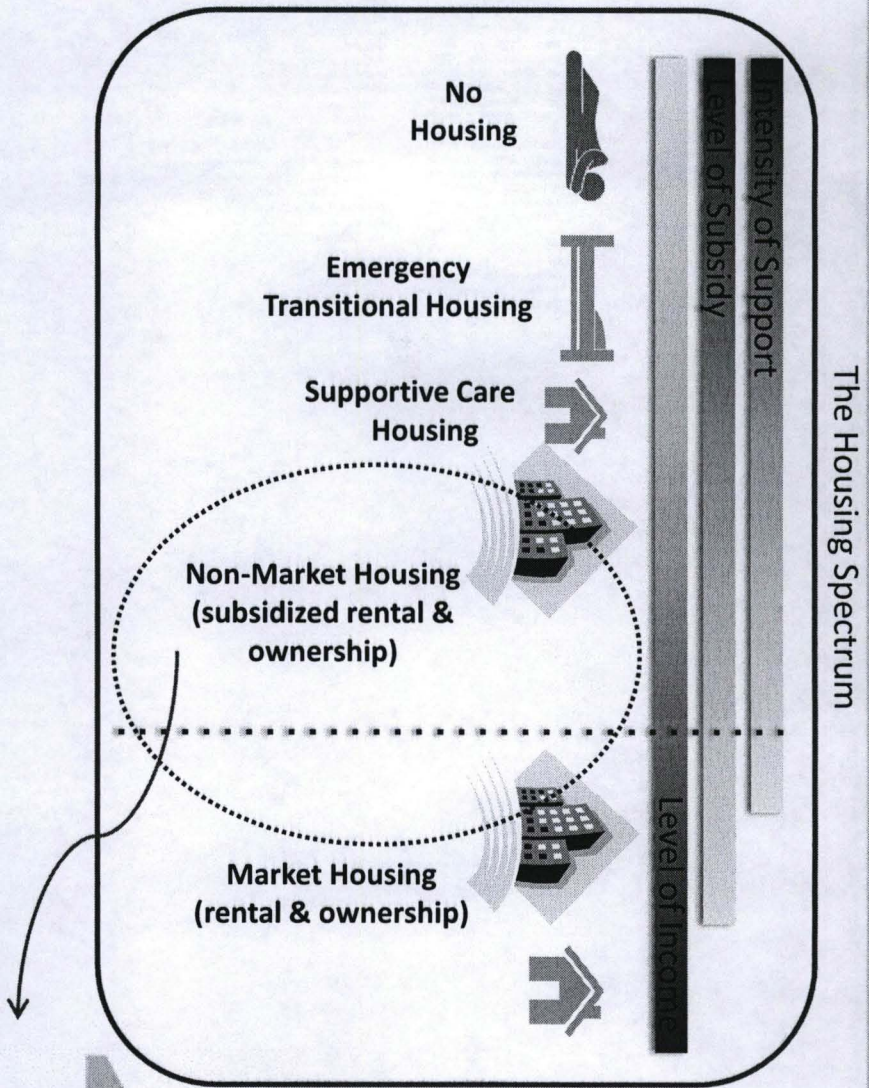 The Housing Spectrum
Intensity of Support
Level of Subsidy
Level of Income
No
Housing
Emergency
Transitional Housing
Supportive Care
Housing
Non-Market Housing
(subsidized rental &
ownership)
Market Housing
(rental & ownership)